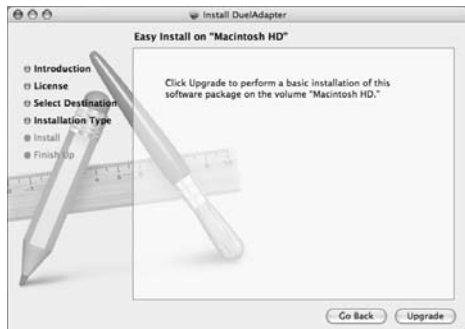 Install DuelAdapter
Easy Install on "Macintosh HD"
Introduction
License
Select Destination
Installation Type
Install
Finish Up
Click Upgrade to perform a basic installation of this
software package on the volume "Macintosh HD."
Go Back
Upgrade